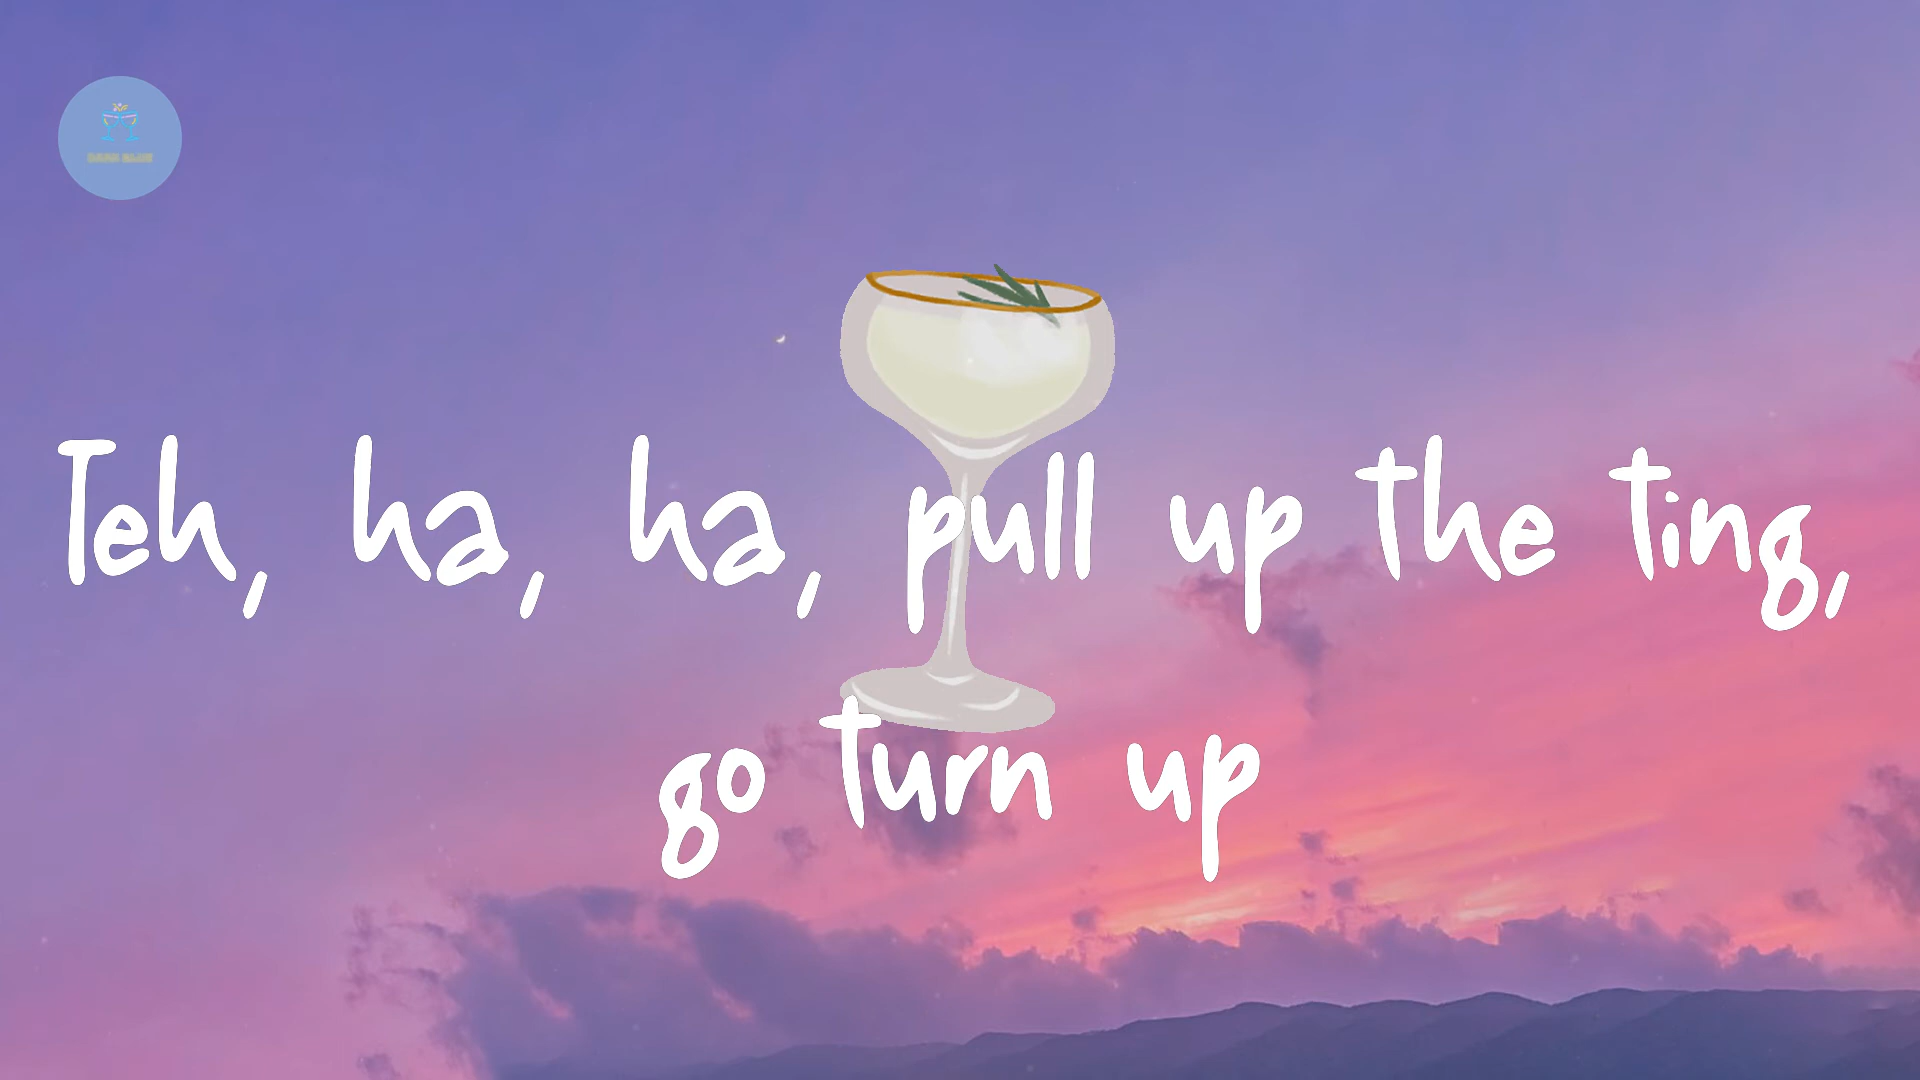 Teh, ha, ha, pull up the ting,
go turn up